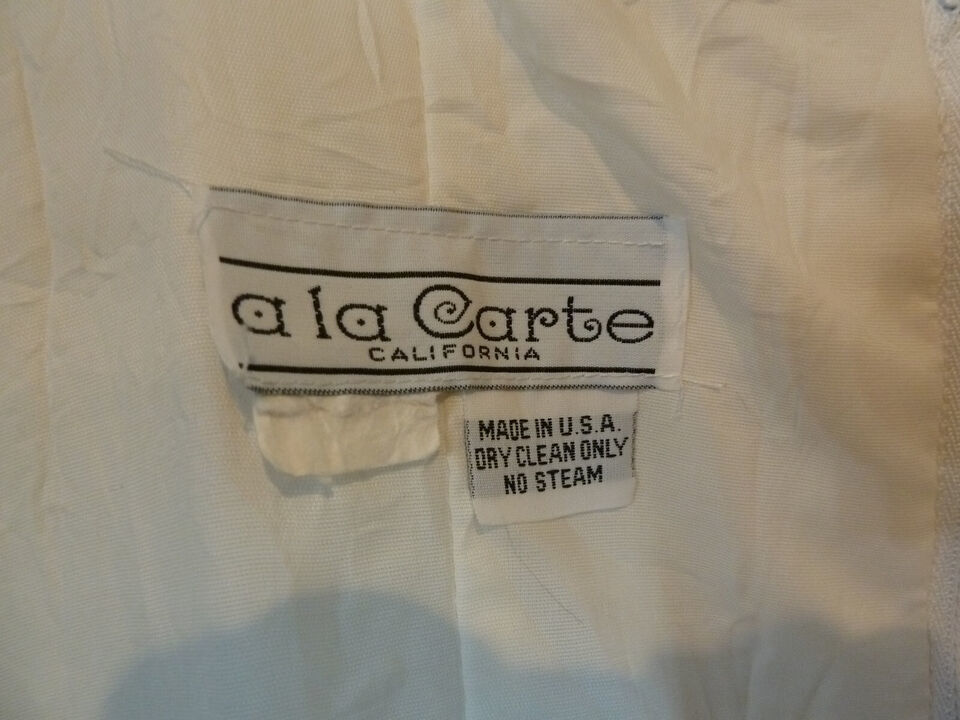 a la Carte
CALIFORNIA
MADE IN U.S.A.
DRY CLEAN ONLY
NO STEAM